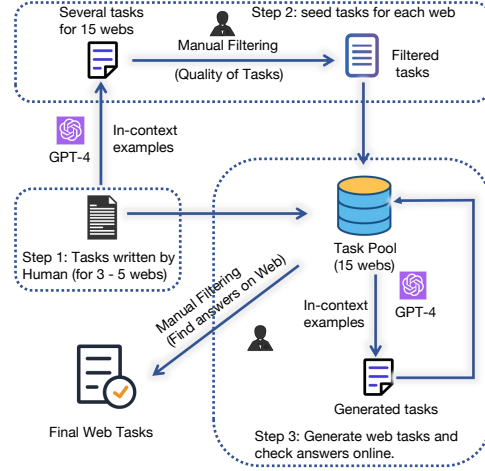 Several tasks
for 15 webs
Step 2: seed tasks for each web
Manual Filtering
(Quality of Tasks)
Filtered
tasks
GPT-4
In-context
examples
Step 1: Tasks written by
Human (for 3 - 5 webs)
Task Pool
(15 webs)
Manual Filtering
(Find answers on Web)
In-context
examples
GPT-4
Generated tasks
Final Web Tasks
Step 3: Generate web tasks and
check answers online.